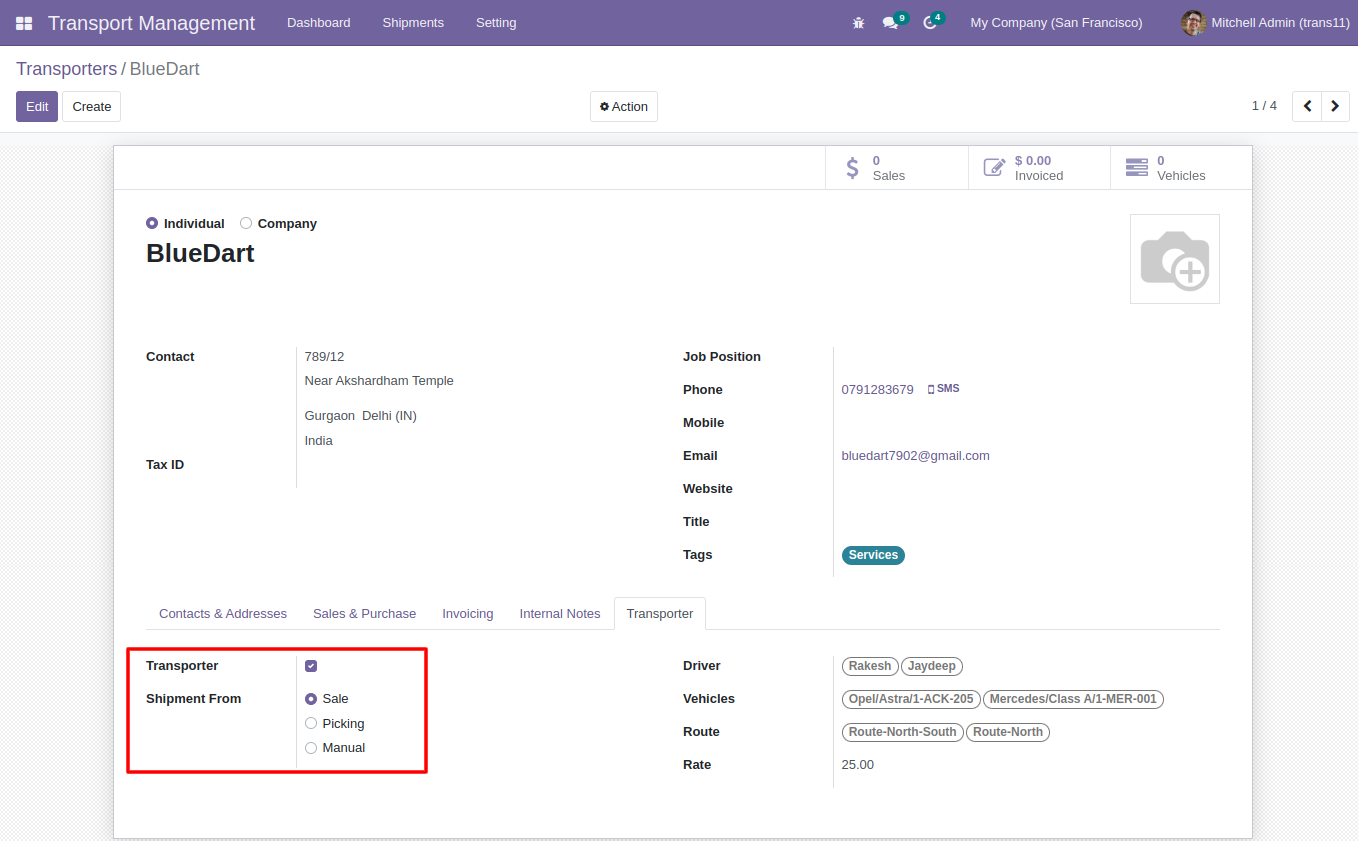 Transport Management Dashboard Shipments Setting 9 4 My Company (San Francisco) Mitchell Admin (trans11)
Transporters / BlueDart
Edit Create Action 1 / 4
0 Sales $ 0.00 Invoiced 0 Vehicles
Individual Company
BlueDart
Contact 789/12
Near Akshardham Temple
Gurgaon Delhi (IN)
India
Tax ID
Job Position
Phone 0791283679 SMS
Mobile
Email bluedart7902@gmail.com
Website
Title
Tags Services
Contacts & Addresses Sales & Purchase Invoicing Internal Notes Transporter
Transporter
Shipment From Sale
Picking
Manual
Driver Rakesh Jaydeep
Vehicles Opel/Astra/1-ACK-205 Mercedes/Class A/1-MER-001
Route Route-North-South Route-North
Rate 25.00